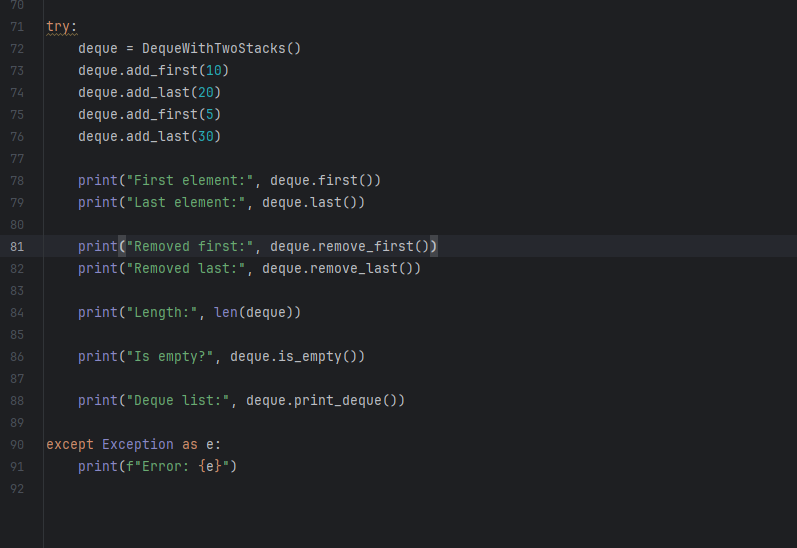 70
71 try:
72     deque = DequeWithTwoStacks()
73     deque.add_first(10)
74     deque.add_last(20)
75     deque.add_first(5)
76     deque.add_last(30)
77
78     print("First element:", deque.first())
79     print("Last element:", deque.last())
80
81     print("Removed first:", deque.remove_first())
82     print("Removed last:", deque.remove_last())
83
84     print("Length:", len(deque))
85
86     print("Is empty?", deque.is_empty())
87
88     print("Deque list:", deque.print_deque())
89
90 except Exception as e:
91     print(f"Error: {e}")
92